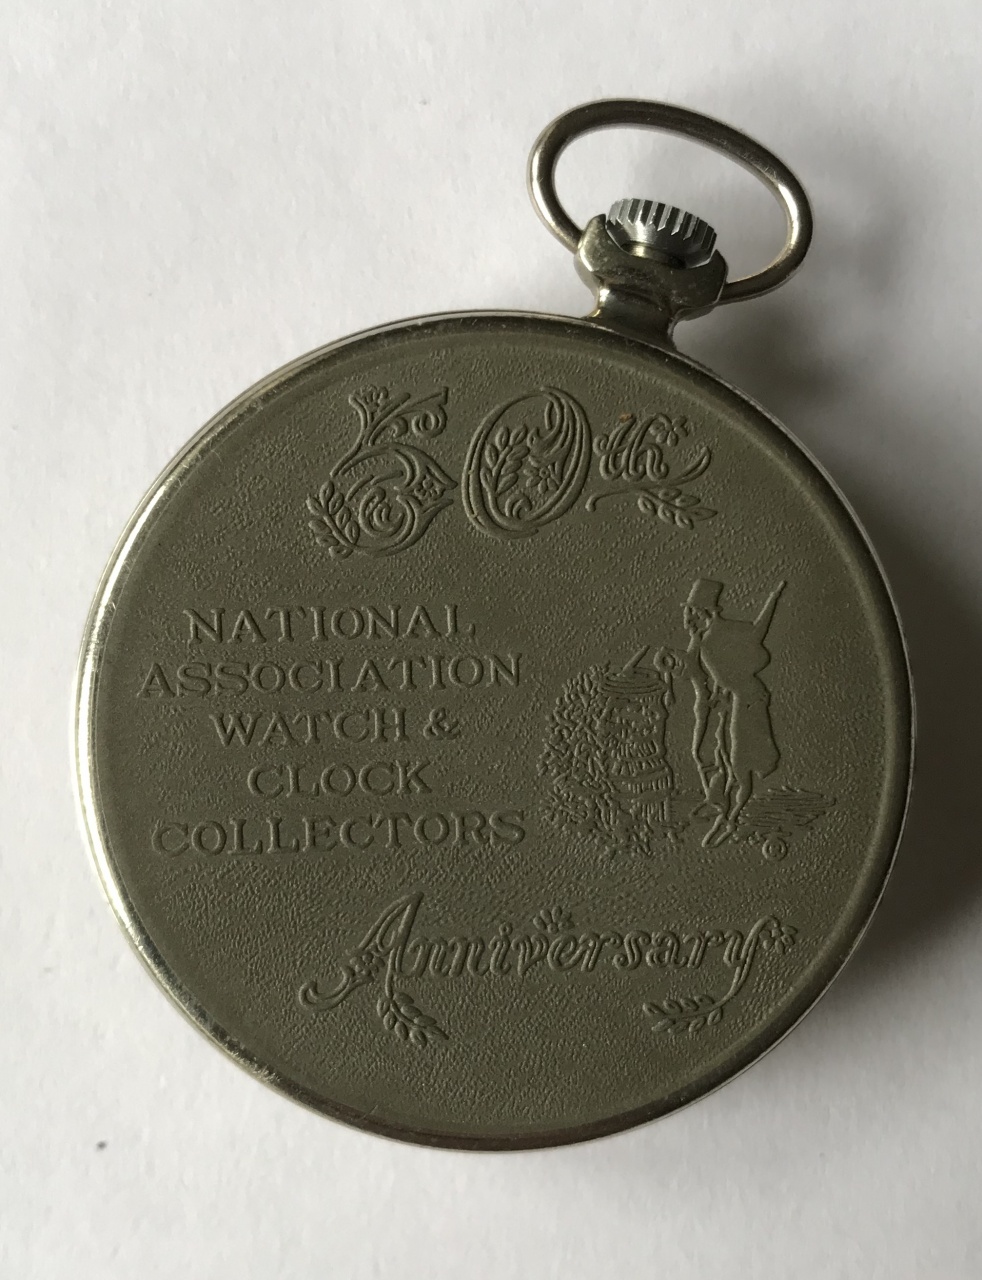 50th
NATIONAL
ASSOCIATION
WATCH &
CLOCK
COLLECTORS
©
Anniversary